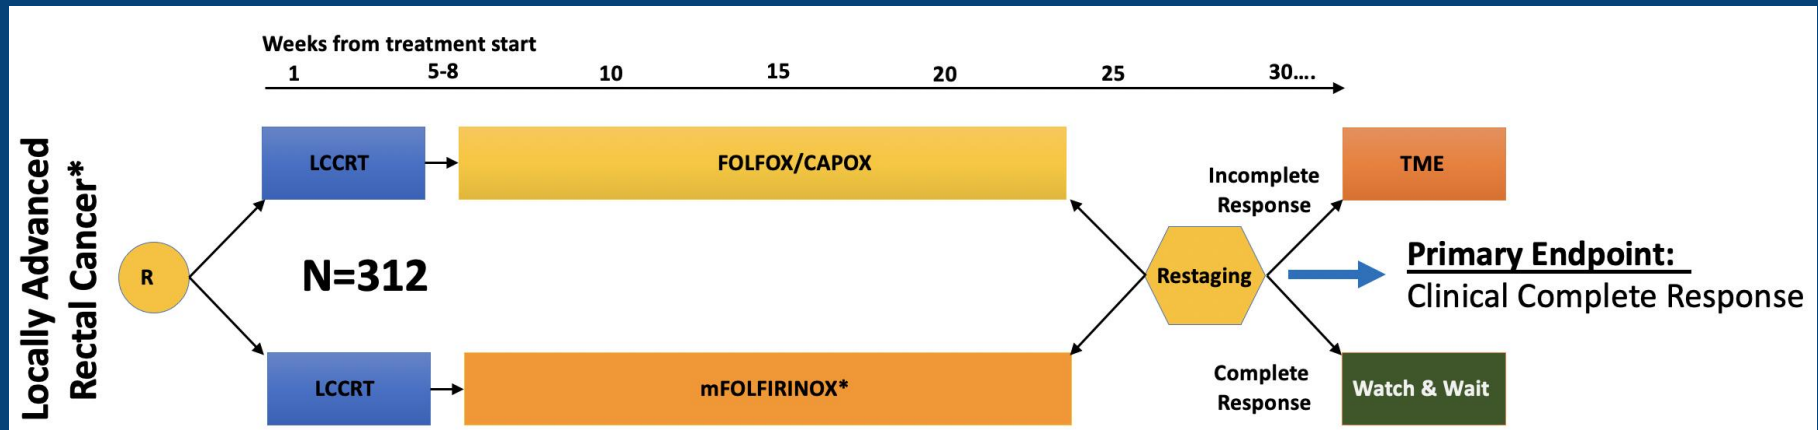 Weeks from treatment start
1 5-8 10 15 20 25 30....
Locally Advanced
Rectal Cancer*
R
LCCRT
FOLFOX/CAPOX
N=312
LCCRT
mFOLFIRINOX*
Restaging
Incomplete
Response
TME
Primary Endpoint:
Clinical Complete Response
Complete
Response
Watch & Wait